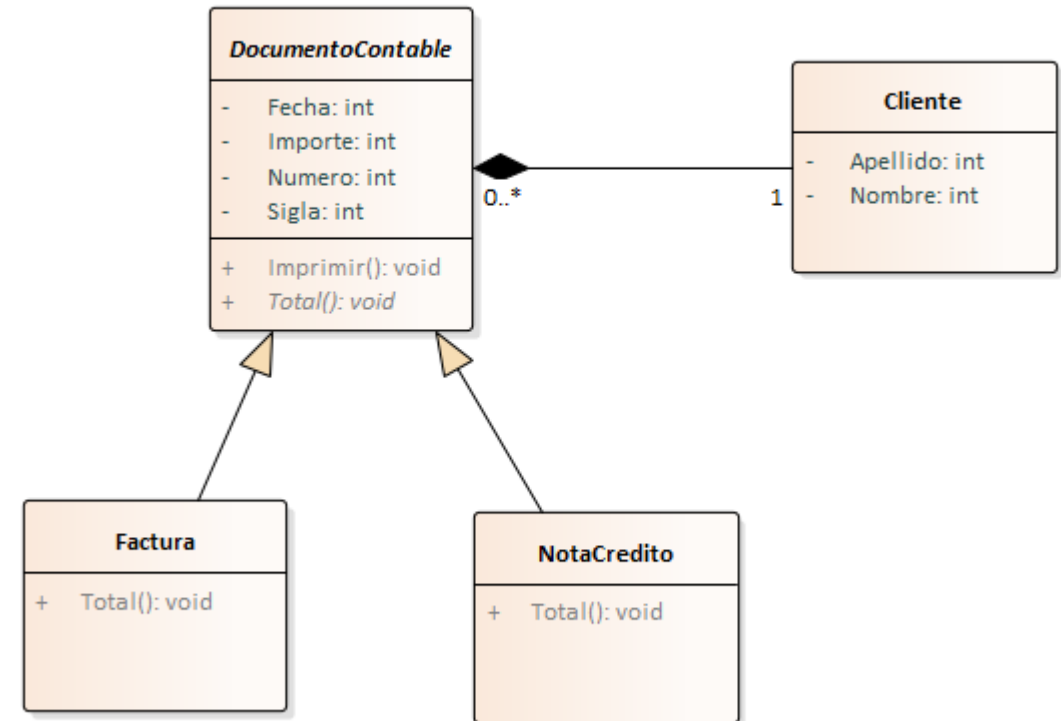 DocumentoContable
- Fecha: int
- Importe: int
- Numero: int
- Sigla: int
+ Imprimir(): void
+ Total(): void
0..*
1
Cliente
- Apellido: int
- Nombre: int
Factura
+ Total(): void
NotaCredito
+ Total(): void